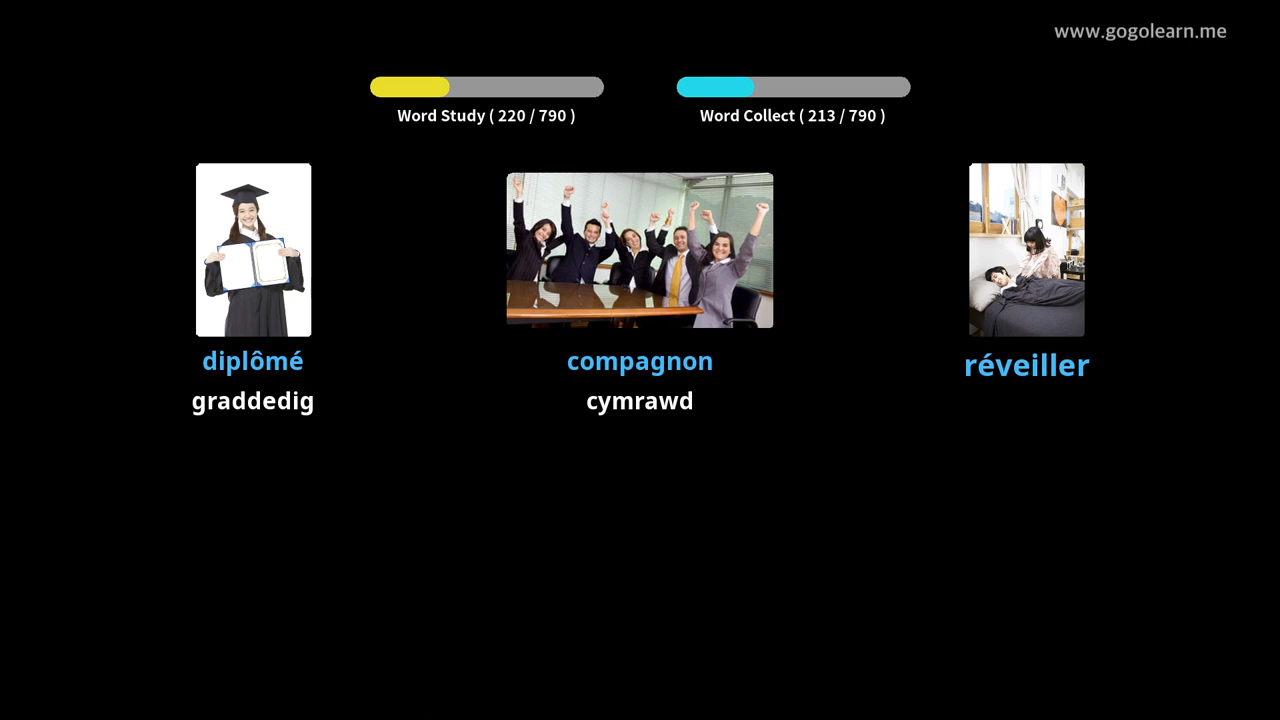 www.gogolearn.me
Word Study ( 220 / 790 )
Word Collect ( 213 / 790 )
diplômé
compagnon
réveiller
graddedig
cymrawd